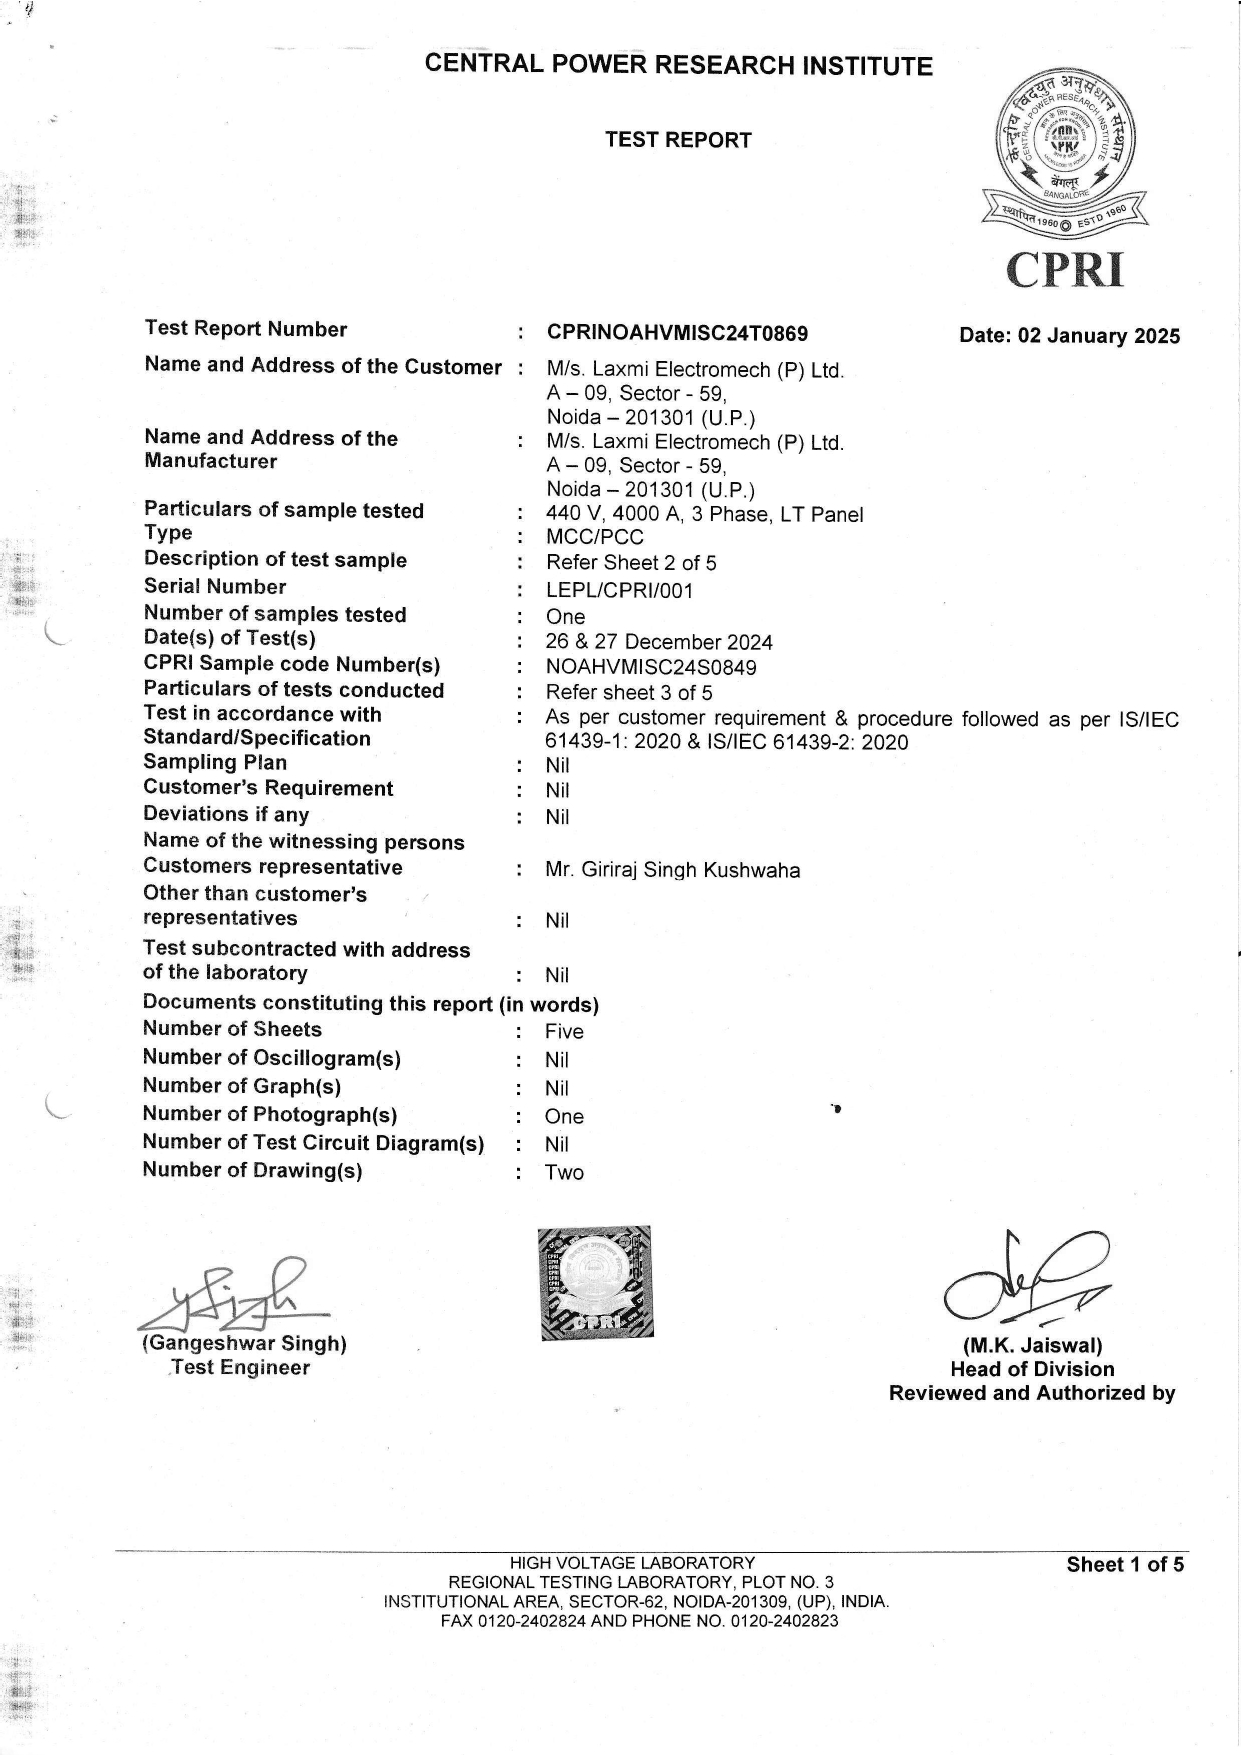 CENTRAL POWER RESEARCH INSTITUTE
TEST REPORT
केन्द्रीय विद्युत अनुसंधान संस्थान
CENTRAL POWER RESEARCH INSTITUTE
बेंगलूर
BANGALORE
स्थापित 1960 ESTD 1960
CPRI
Test Report Number : CPRINOAHVMISC24T0869 Date: 02 January 2025
Name and Address of the Customer : M/s. Laxmi Electromech (P) Ltd.
A – 09, Sector - 59,
Noida – 201301 (U.P.)
Name and Address of the : M/s. Laxmi Electromech (P) Ltd.
Manufacturer A – 09, Sector - 59,
Noida – 201301 (U.P.)
Particulars of sample tested : 440 V, 4000 A, 3 Phase, LT Panel
Type : MCC/PCC
Description of test sample : Refer Sheet 2 of 5
Serial Number : LEPL/CPRI/001
Number of samples tested : One
Date(s) of Test(s) : 26 & 27 December 2024
CPRI Sample code Number(s) : NOAHVMISC24S0849
Particulars of tests conducted : Refer sheet 3 of 5
Test in accordance with : As per customer requirement & procedure followed as per IS/IEC
Standard/Specification 61439-1: 2020 & IS/IEC 61439-2: 2020
Sampling Plan : Nil
Customer's Requirement : Nil
Deviations if any : Nil
Name of the witnessing persons
Customers representative : Mr. Giriraj Singh Kushwaha
Other than customer's
representatives : Nil
Test subcontracted with address
of the laboratory : Nil
Documents constituting this report (in words)
Number of Sheets : Five
Number of Oscillogram(s) : Nil
Number of Graph(s) : Nil
Number of Photograph(s) : One
Number of Test Circuit Diagram(s) : Nil
Number of Drawing(s) : Two
CPRI
(Gangeshwar Singh) (M.K. Jaiswal)
Test Engineer Head of Division
Reviewed and Authorized by
HIGH VOLTAGE LABORATORY Sheet 1 of 5
REGIONAL TESTING LABORATORY, PLOT NO. 3
INSTITUTIONAL AREA, SECTOR-62, NOIDA-201309, (UP), INDIA.
FAX 0120-2402824 AND PHONE NO. 0120-2402823